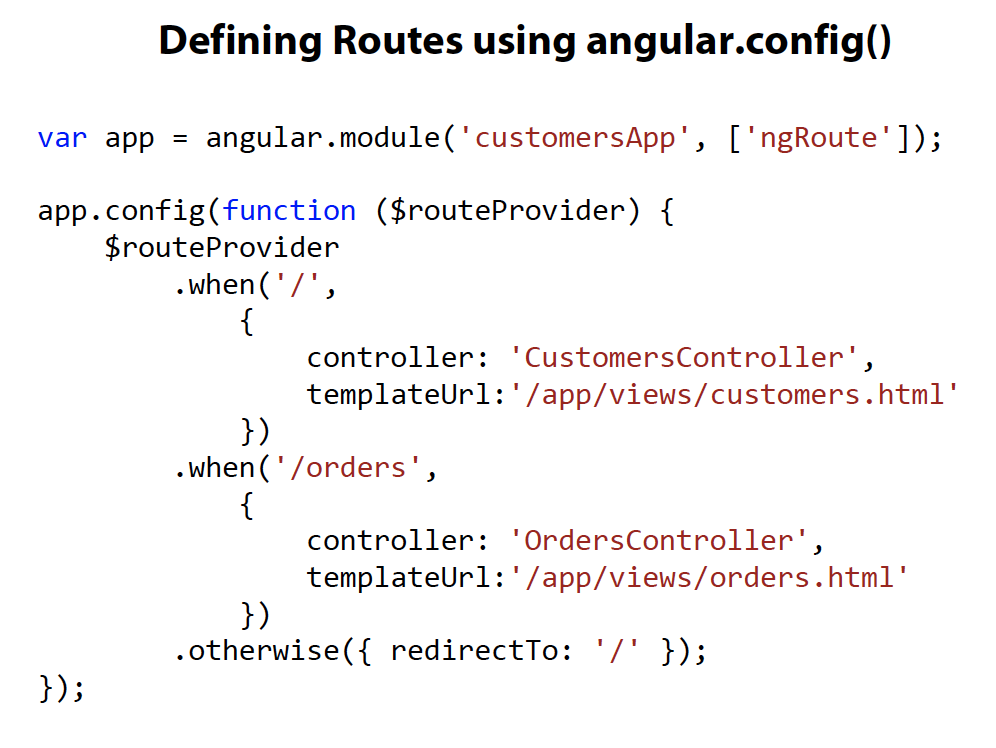 Defining Routes using angular.config()
var app = angular.module('customersApp', ['ngRoute']);
app.config(function ($routeProvider) {
    $routeProvider
        .when('/',
            {
                controller: 'CustomersController',
                templateUrl:'/app/views/customers.html'
            })
        .when('/orders',
            {
                controller: 'OrdersController',
                templateUrl:'/app/views/orders.html'
            })
        .otherwise({ redirectTo: '/' });
});